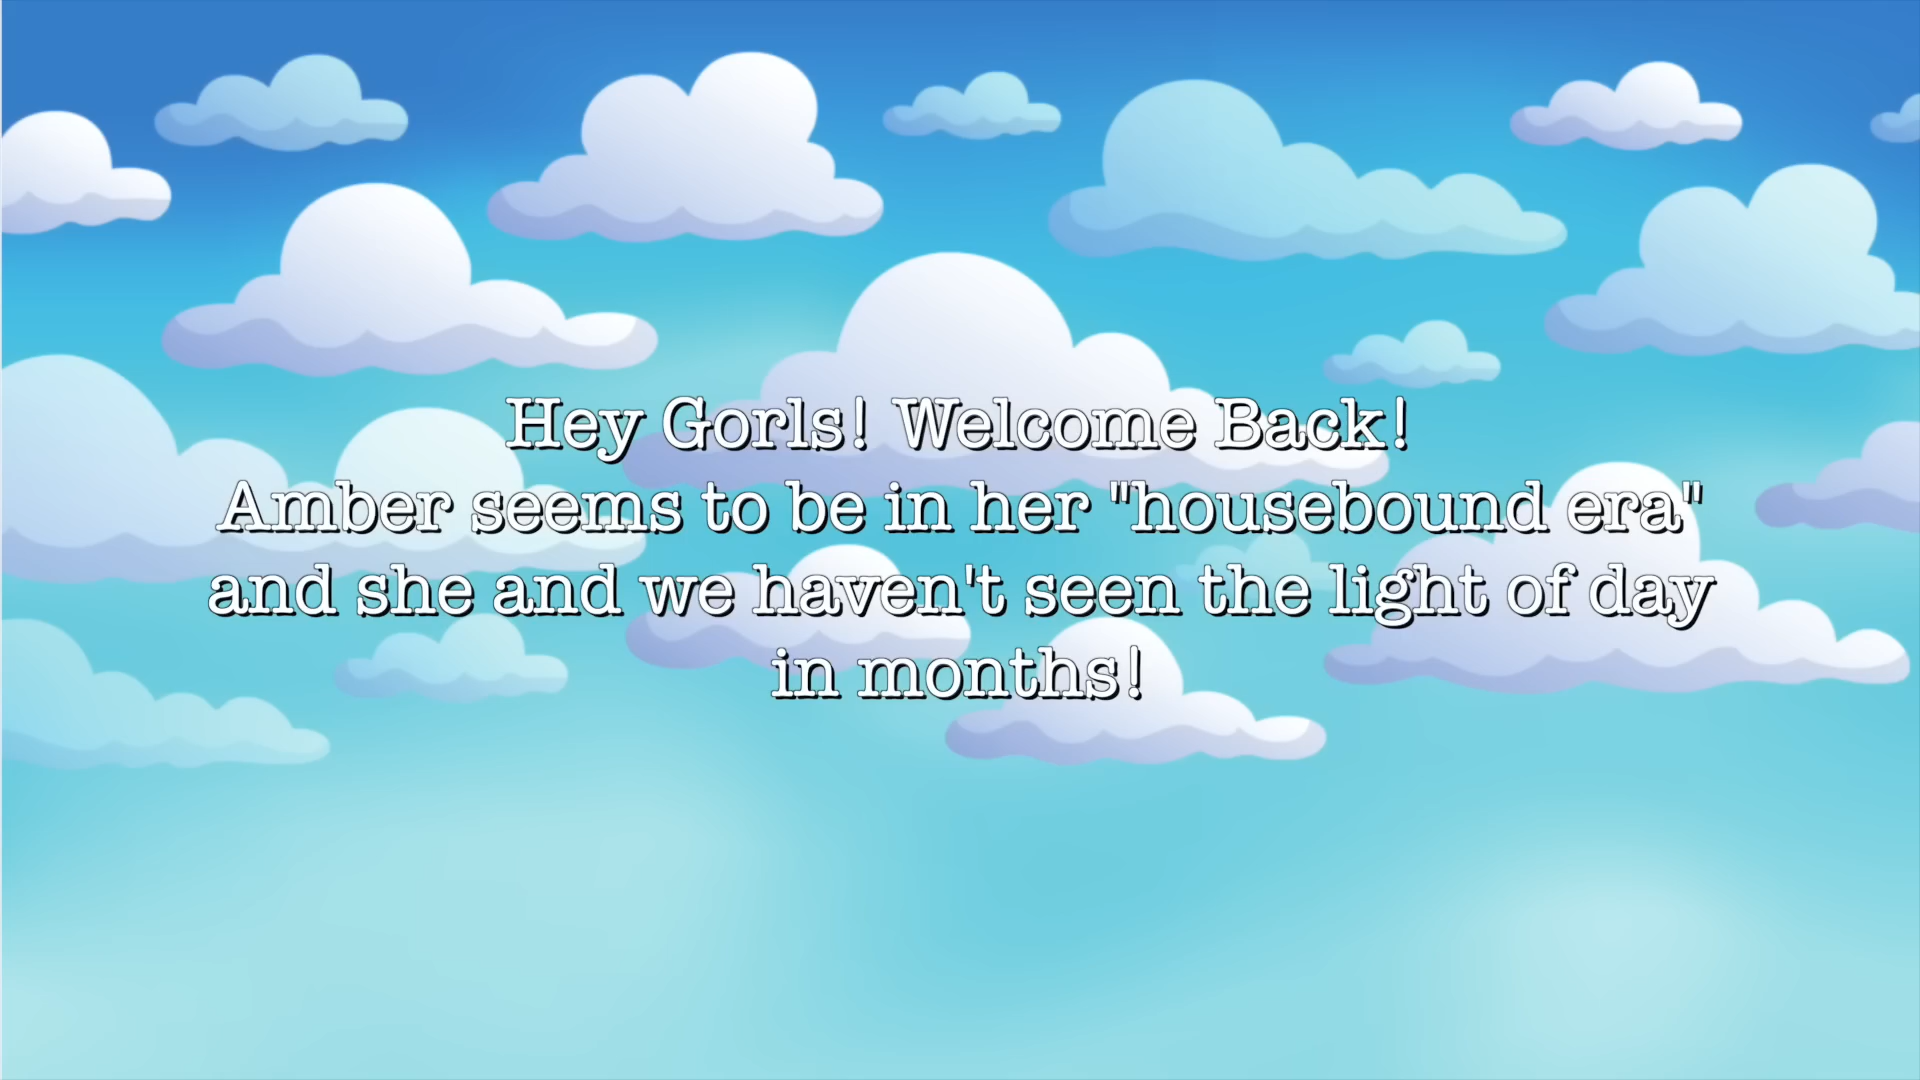 Hey Gorls! Welcome Back!
Amber seems to be in her "housebound era"
and she and we haven't seen the light of day
in months!